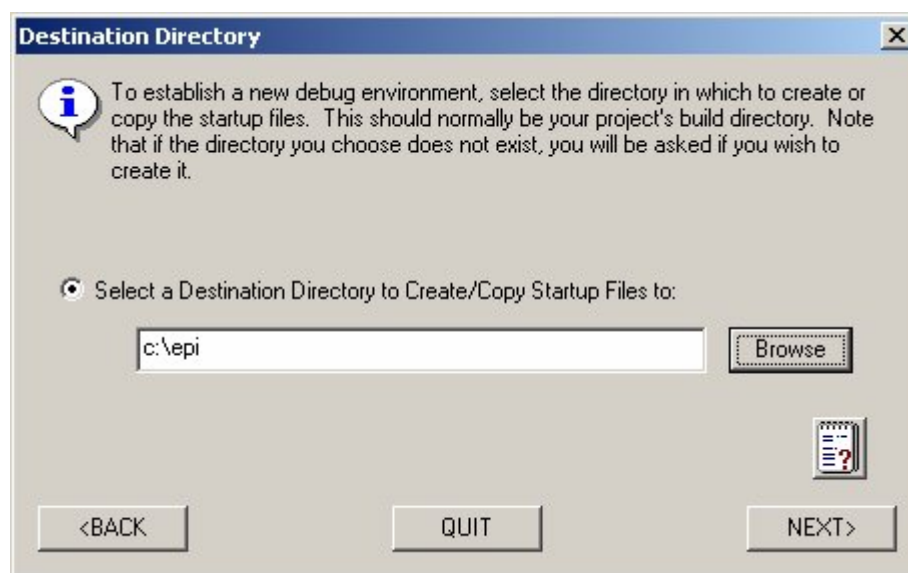 Destination Directory
To establish a new debug environment, select the directory in which to create or
copy the startup files.  This should normally be your project's build directory.  Note
that if the directory you choose does not exist, you will be asked if you wish to
create it.
Select a Destination Directory to Create/Copy Startup Files to:
c:\epi
Browse
<BACK
QUIT
NEXT>